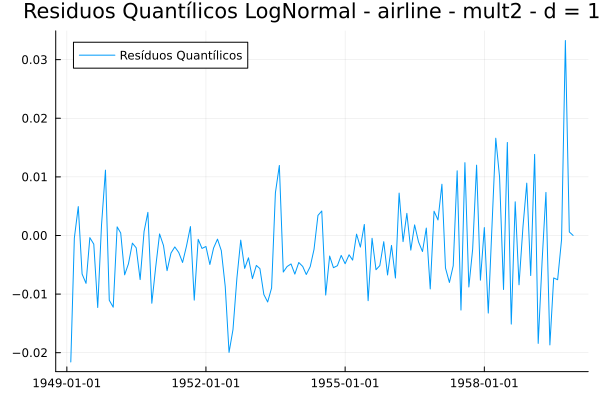 Resíduos Quantílicos LogNormal - airline - mult2 - d = 1
Resíduos Quantílicos
0.03
0.02
0.01
0.00
−0.01
−0.02
1949-01-01 1952-01-01 1955-01-01 1958-01-01